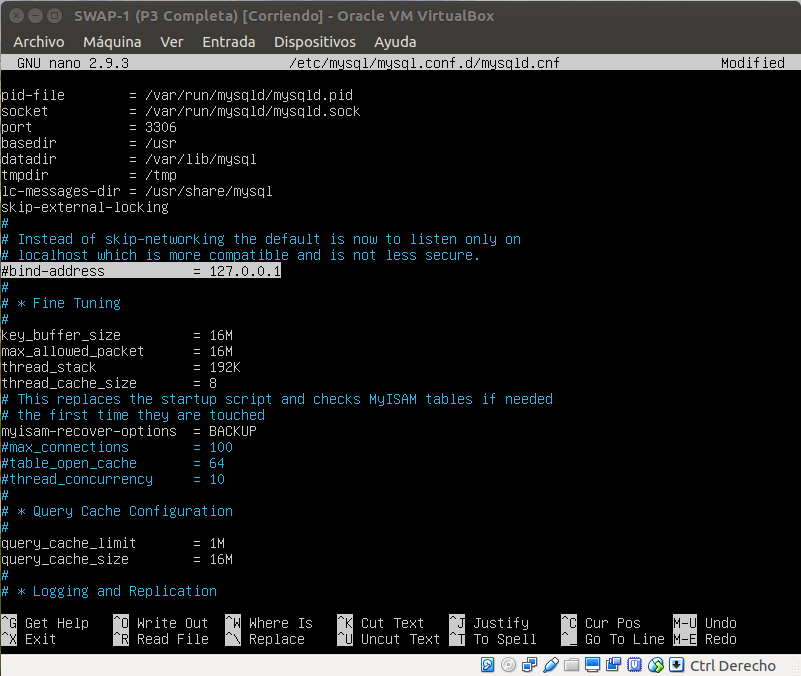 SWAP-1 (P3 Completa) [Corriendo] - Oracle VM VirtualBox
Archivo Máquina Ver Entrada Dispositivos Ayuda
GNU nano 2.9.3 /etc/mysql/mysql.conf.d/mysqld.cnf Modified
pid-file = /var/run/mysqld/mysqld.pid
socket = /var/run/mysqld/mysqld.sock
port = 3306
basedir = /usr
datadir = /var/lib/mysql
tmpdir = /tmp
lc-messages-dir = /usr/share/mysql
skip-external-locking
#
# Instead of skip-networking the default is now to listen only on
# localhost which is more compatible and is not less secure.
#bind-address = 127.0.0.1
#
# * Fine Tuning
#
key_buffer_size = 16M
max_allowed_packet = 16M
thread_stack = 192K
thread_cache_size = 8
# This replaces the startup script and checks MyISAM tables if needed
# the first time they are touched
myisam-recover-options = BACKUP
#max_connections = 100
#table_open_cache = 64
#thread_concurrency = 10
#
# * Query Cache Configuration
#
query_cache_limit = 1M
query_cache_size = 16M
#
# * Logging and Replication
^G Get Help ^O Write Out ^W Where Is ^K Cut Text ^J Justify ^C Cur Pos M-U Undo
^X Exit ^R Read File ^\ Replace ^U Uncut Text ^T To Spell ^_ Go To Line M-E Redo
Ctrl Derecho